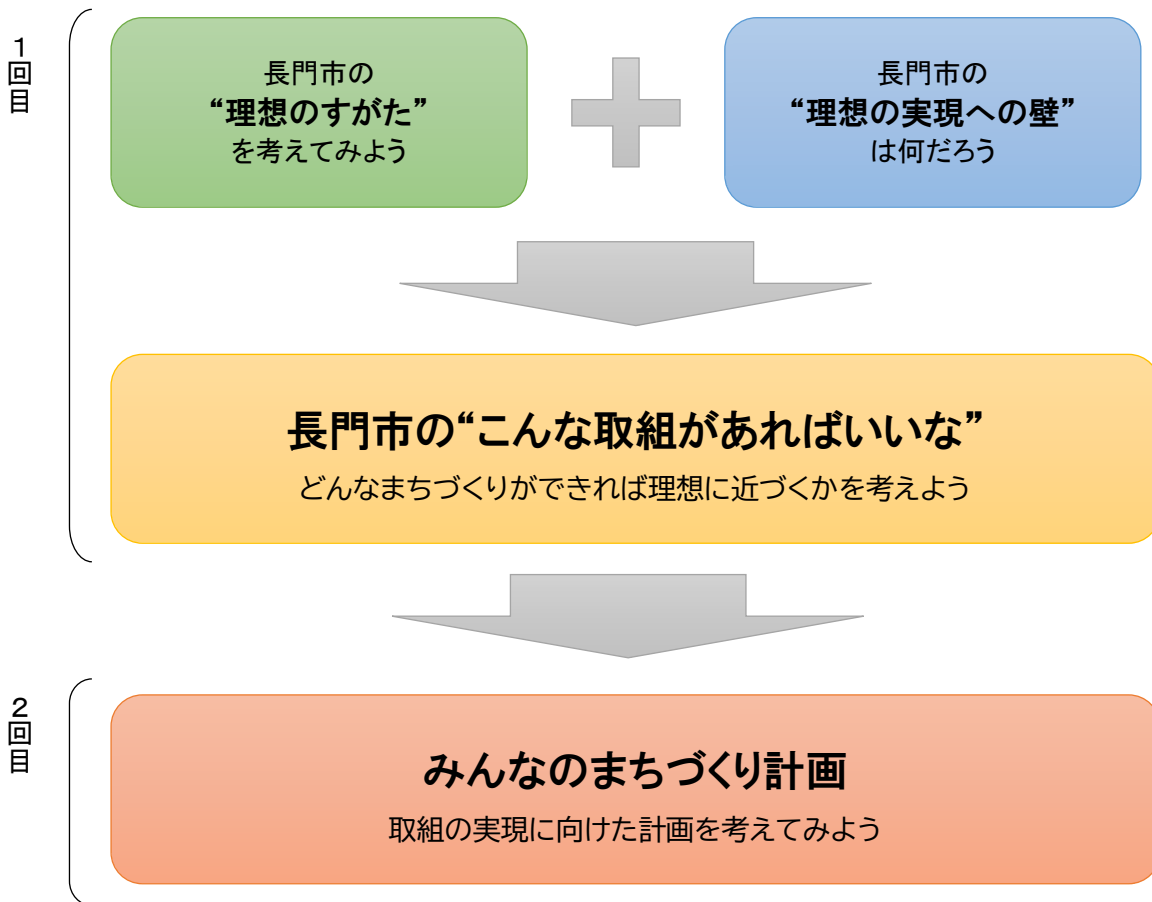 1回目
長門市の
“理想のすがた”
を考えてみよう
長門市の
“理想の実現への壁”
は何だろう
長門市の“こんな取組があればいいな”
どんなまちづくりができれば理想に近づくかを考えよう
2回目
みんなのまちづくり計画
取組の実現に向けた計画を考えてみよう